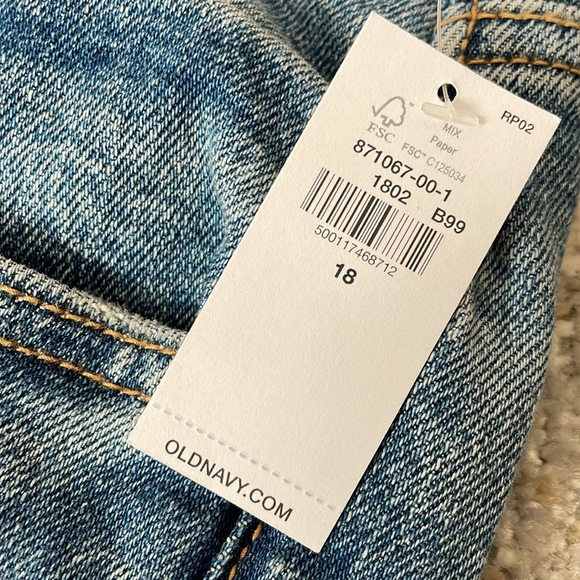 RP02
MIX
Paper
FSC
FSC™ C125034
871067-00-1
1802 B99
500117468712
18
OLDNAVY.COM